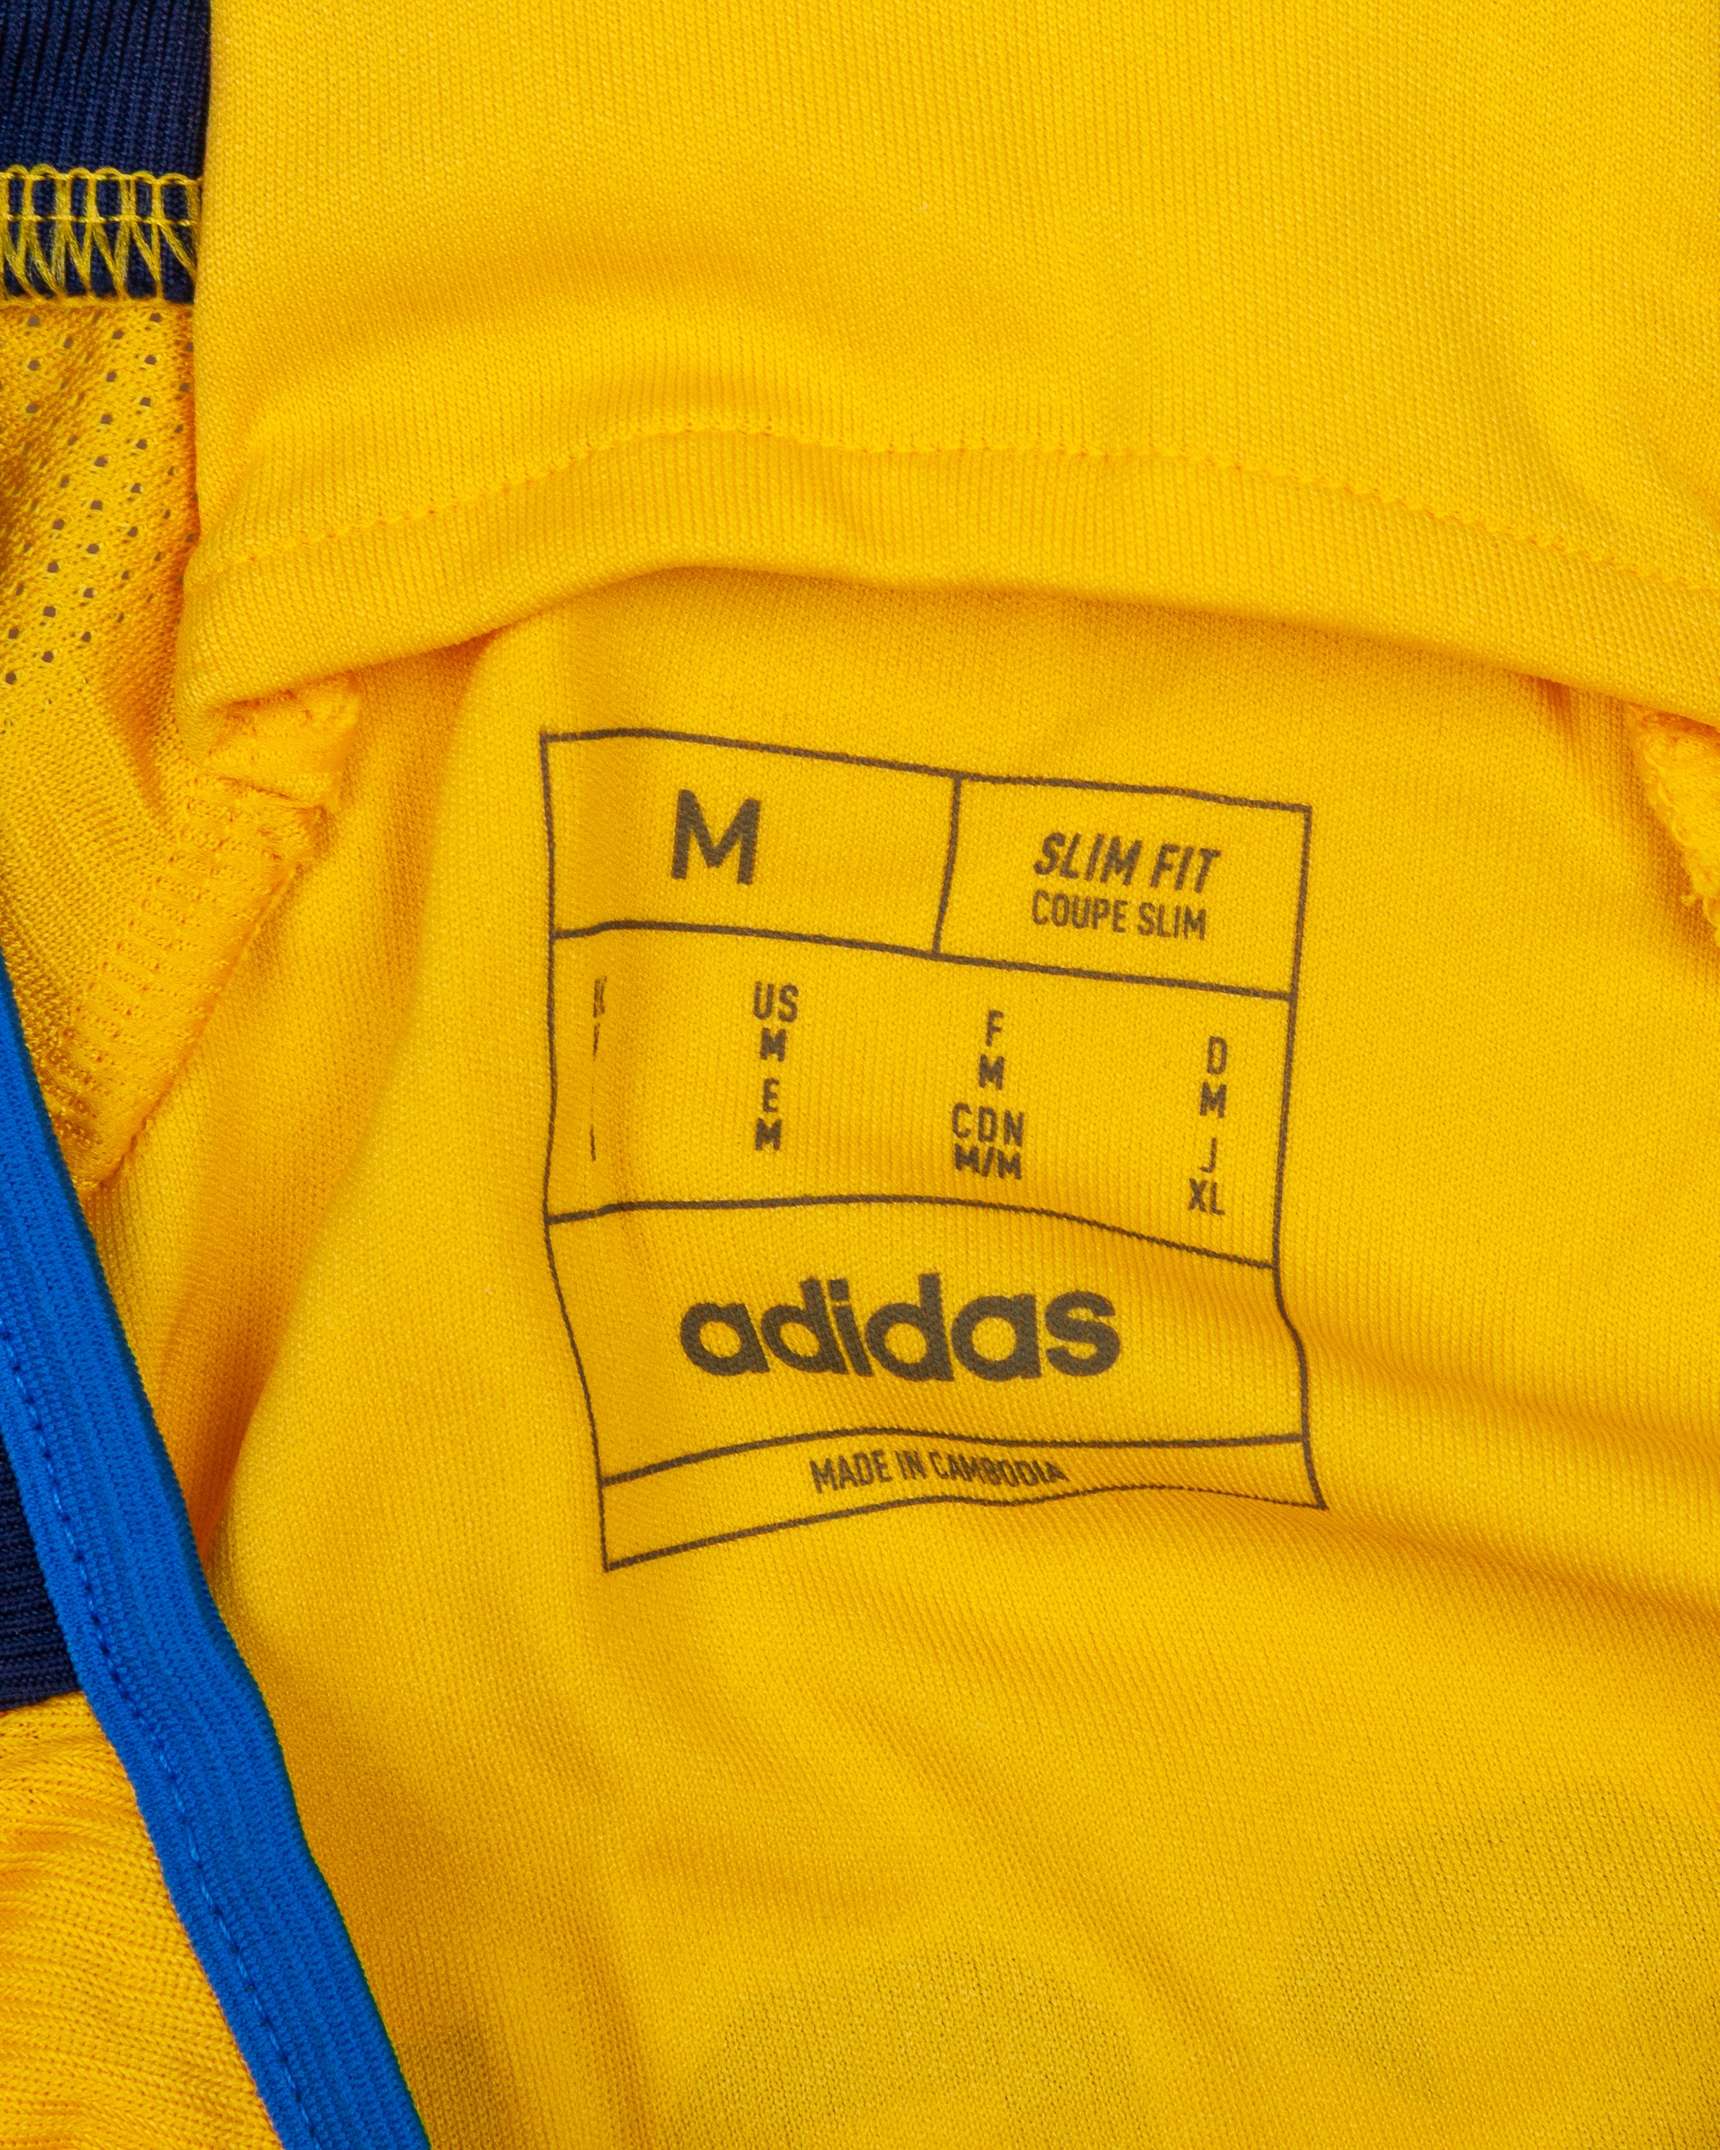 M
SLIM FIT
COUPE SLIM
US F D
M M M
E CDN J
M M/M XL
adidas
MADE IN CAMBODIA